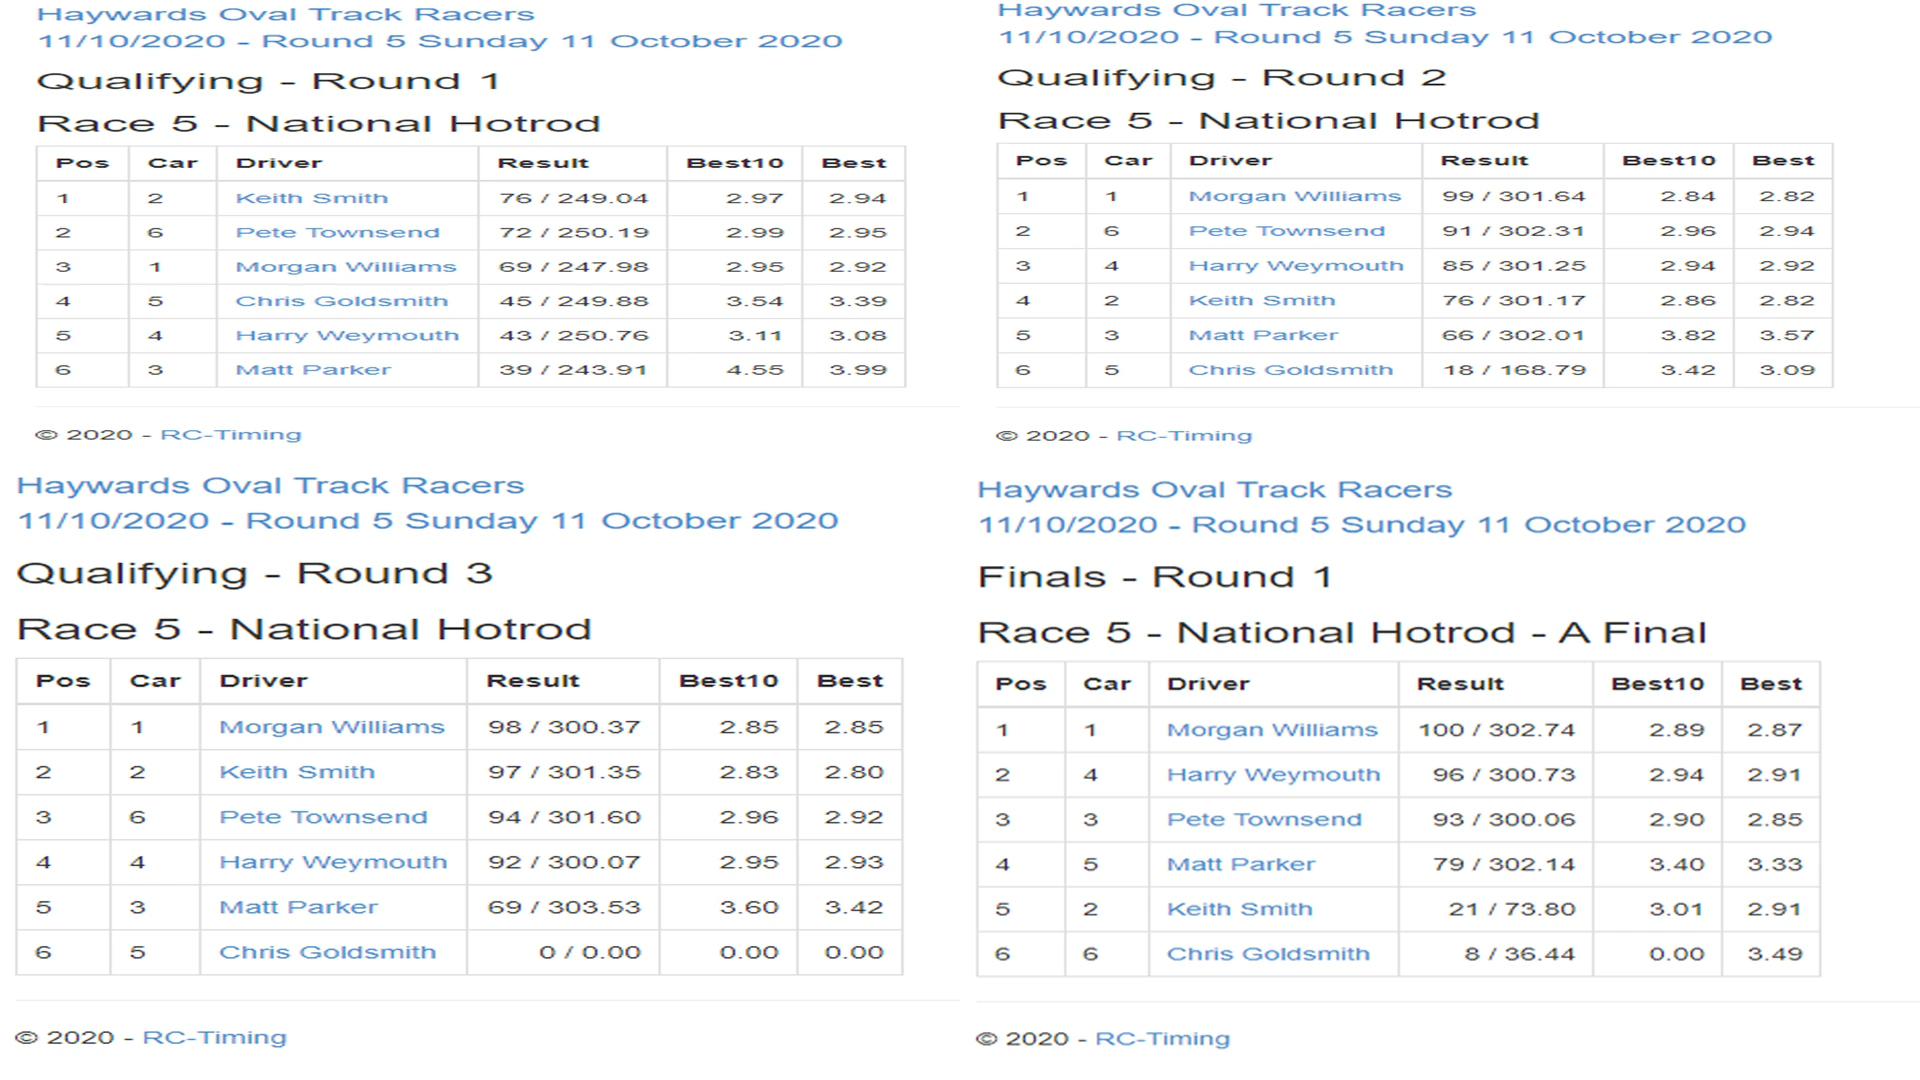 Haywards Oval Track Racers
11/10/2020 - Round 5 Sunday 11 October 2020
Qualifying - Round 1
Race 5 - National Hotrod
Pos Car Driver Result Best10 Best
1 2 Keith Smith 76 / 249.04 2.97 2.94
2 6 Pete Townsend 72 / 250.19 2.99 2.95
3 1 Morgan Williams 69 / 247.98 2.95 2.92
4 5 Chris Goldsmith 45 / 249.88 3.54 3.39
5 4 Harry Weymouth 43 / 250.76 3.11 3.08
6 3 Matt Parker 39 / 243.91 4.55 3.99
© 2020 - RC-Timing
Haywards Oval Track Racers
11/10/2020 - Round 5 Sunday 11 October 2020
Qualifying - Round 2
Race 5 - National Hotrod
Pos Car Driver Result Best10 Best
1 1 Morgan Williams 99 / 301.64 2.84 2.82
2 6 Pete Townsend 91 / 302.31 2.96 2.94
3 4 Harry Weymouth 85 / 301.25 2.94 2.92
4 2 Keith Smith 76 / 301.17 2.86 2.82
5 3 Matt Parker 66 / 302.01 3.82 3.57
6 5 Chris Goldsmith 18 / 168.79 3.42 3.09
© 2020 - RC-Timing
Haywards Oval Track Racers
11/10/2020 - Round 5 Sunday 11 October 2020
Qualifying - Round 3
Race 5 - National Hotrod
Pos Car Driver Result Best10 Best
1 1 Morgan Williams 98 / 300.37 2.85 2.85
2 2 Keith Smith 97 / 301.35 2.83 2.80
3 6 Pete Townsend 94 / 301.60 2.96 2.92
4 4 Harry Weymouth 92 / 300.07 2.95 2.93
5 3 Matt Parker 69 / 303.53 3.60 3.42
6 5 Chris Goldsmith 0 / 0.00 0.00 0.00
© 2020 - RC-Timing
Haywards Oval Track Racers
11/10/2020 - Round 5 Sunday 11 October 2020
Finals - Round 1
Race 5 - National Hotrod - A Final
Pos Car Driver Result Best10 Best
1 1 Morgan Williams 100 / 302.74 2.89 2.87
2 4 Harry Weymouth 96 / 300.73 2.94 2.91
3 3 Pete Townsend 93 / 300.06 2.90 2.85
4 5 Matt Parker 79 / 302.14 3.40 3.33
5 2 Keith Smith 21 / 73.80 3.01 2.91
6 6 Chris Goldsmith 8 / 36.44 0.00 3.49
© 2020 - RC-Timing